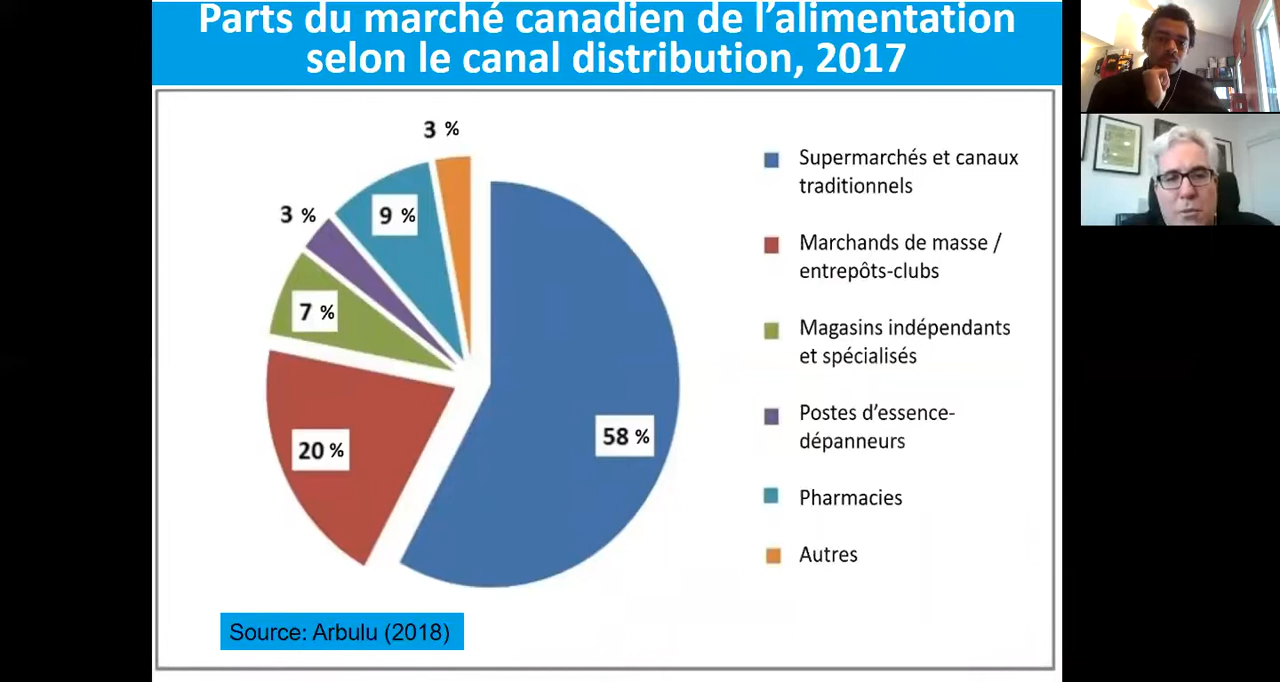 Parts du marché canadien de l'alimentation
selon le canal distribution, 2017
3 %
9 %
3 %
7 %
20 %
58 %
Supermarchés et canaux
traditionnels
Marchands de masse /
entrepôts-clubs
Magasins indépendants
et spécialisés
Postes d'essence-
dépanneurs
Pharmacies
Autres
Source: Arbulu (2018)